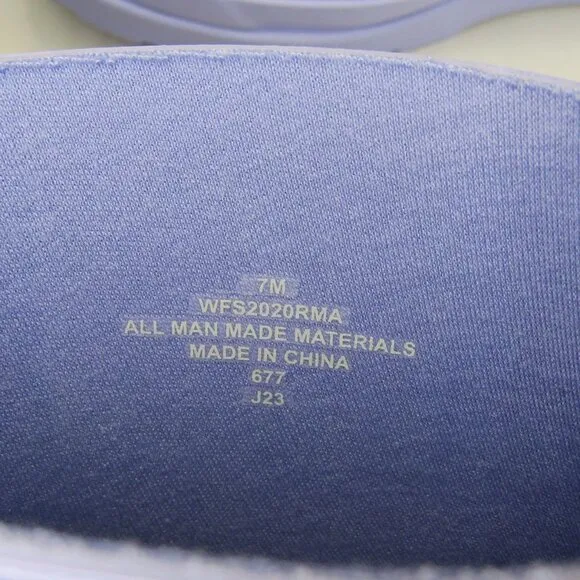 7M
WFS2020RMA
ALL MAN MADE MATERIALS
MADE IN CHINA
677
J23